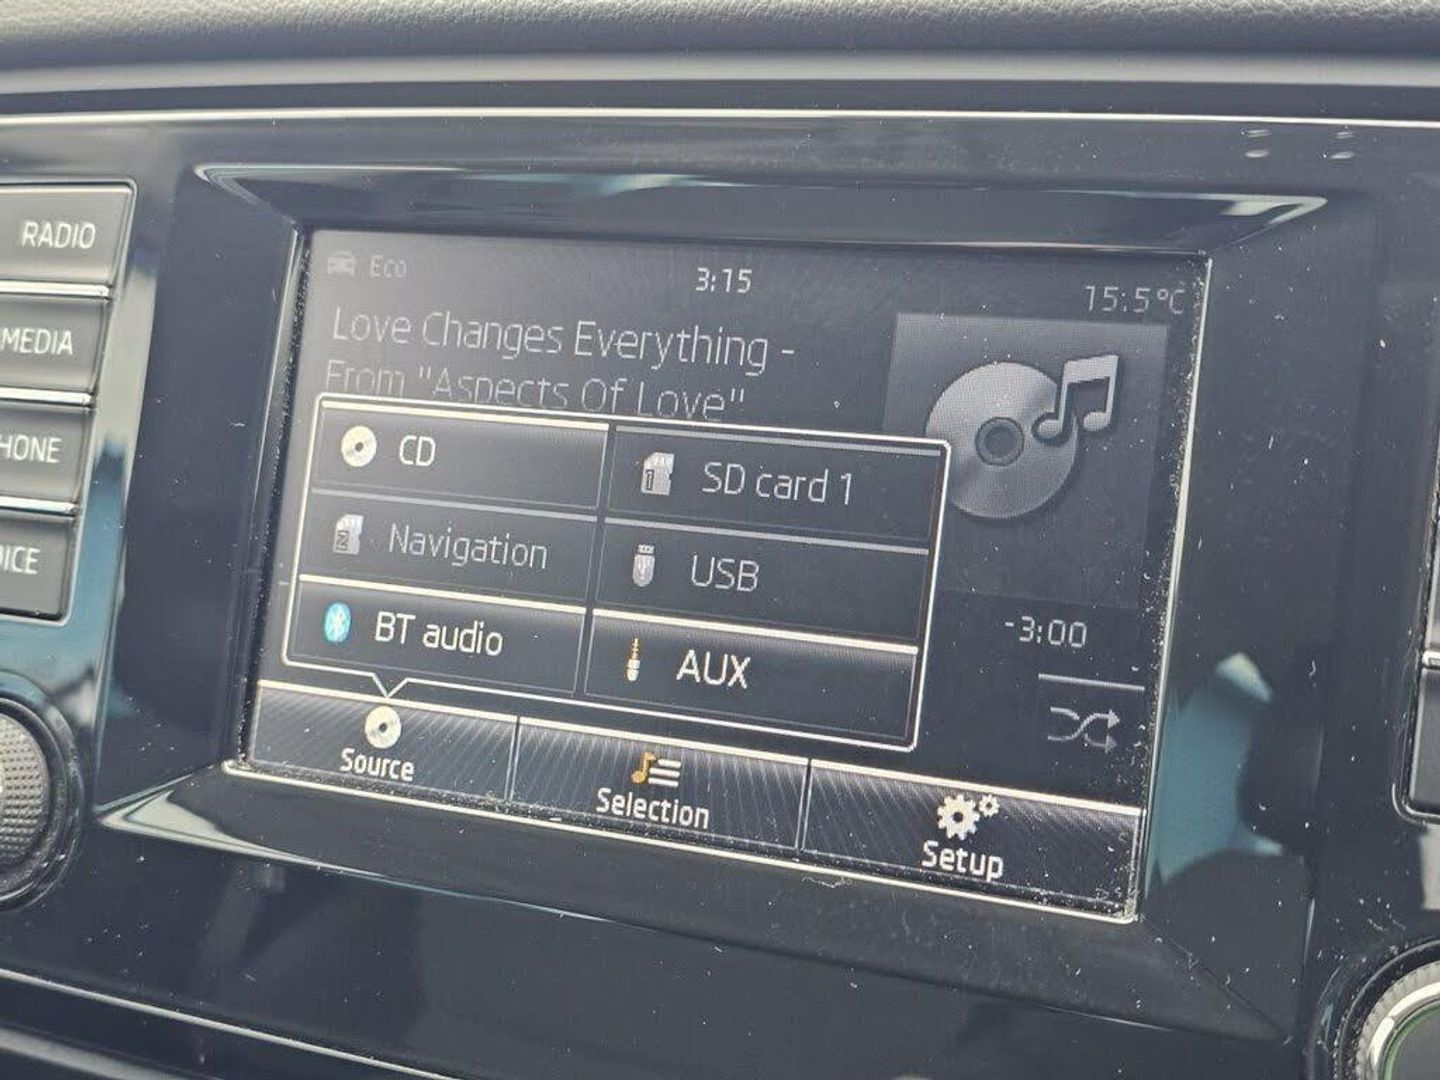 RADIO
MEDIA
HONE
OICE
Eco
3:15
15:5°C
Love Changes Everything -
From "Aspects Of Love"
CD
SD card 1
Navigation
USB
BT audio
AUX
-3:00
Source
Selection
Setup